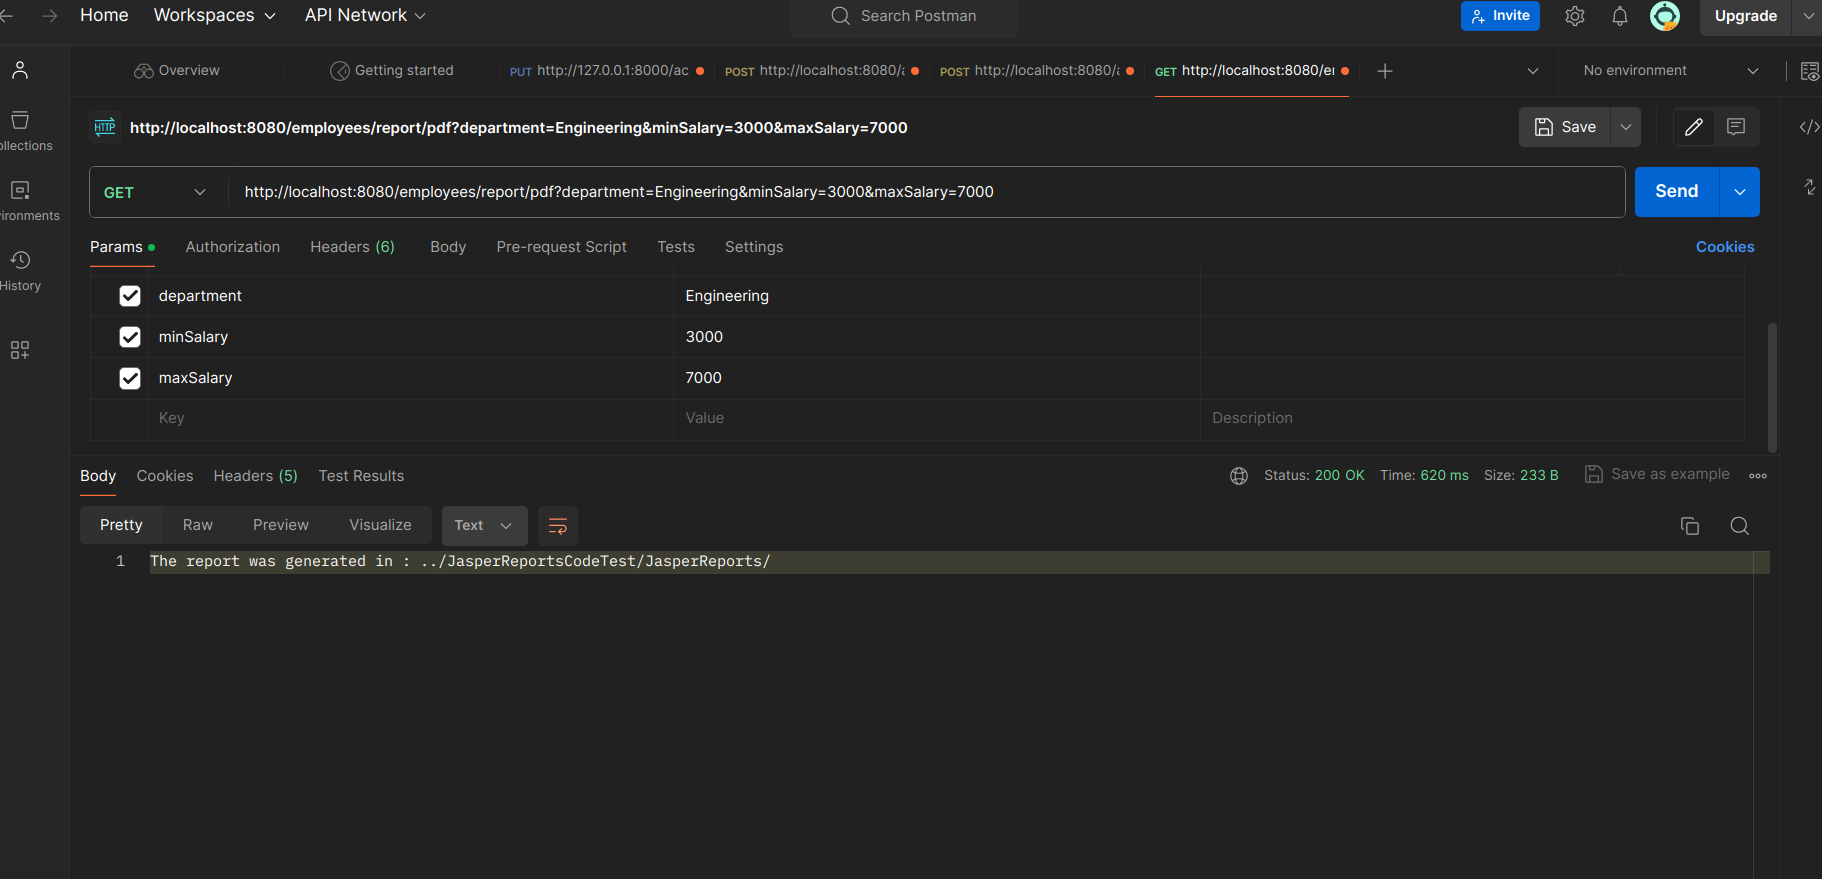 Home Workspaces API Network Search Postman Invite Upgrade
Overview Getting started PUT http://127.0.0.1:8000/ac POST http://localhost:8080/a POST http://localhost:8080/a GET http://localhost:8080/er No environment
HTTP http://localhost:8080/employees/report/pdf?department=Engineering&minSalary=3000&maxSalary=7000 Save
ollections
GET http://localhost:8080/employees/report/pdf?department=Engineering&minSalary=3000&maxSalary=7000 Send
vironments
Params Authorization Headers (6) Body Pre-request Script Tests Settings Cookies
History
department Engineering
minSalary 3000
maxSalary 7000
Key Value Description
Body Cookies Headers (5) Test Results Status: 200 OK Time: 620 ms Size: 233 B Save as example
Pretty Raw Preview Visualize Text
1 The report was generated in : ../JasperReportsCodeTest/JasperReports/